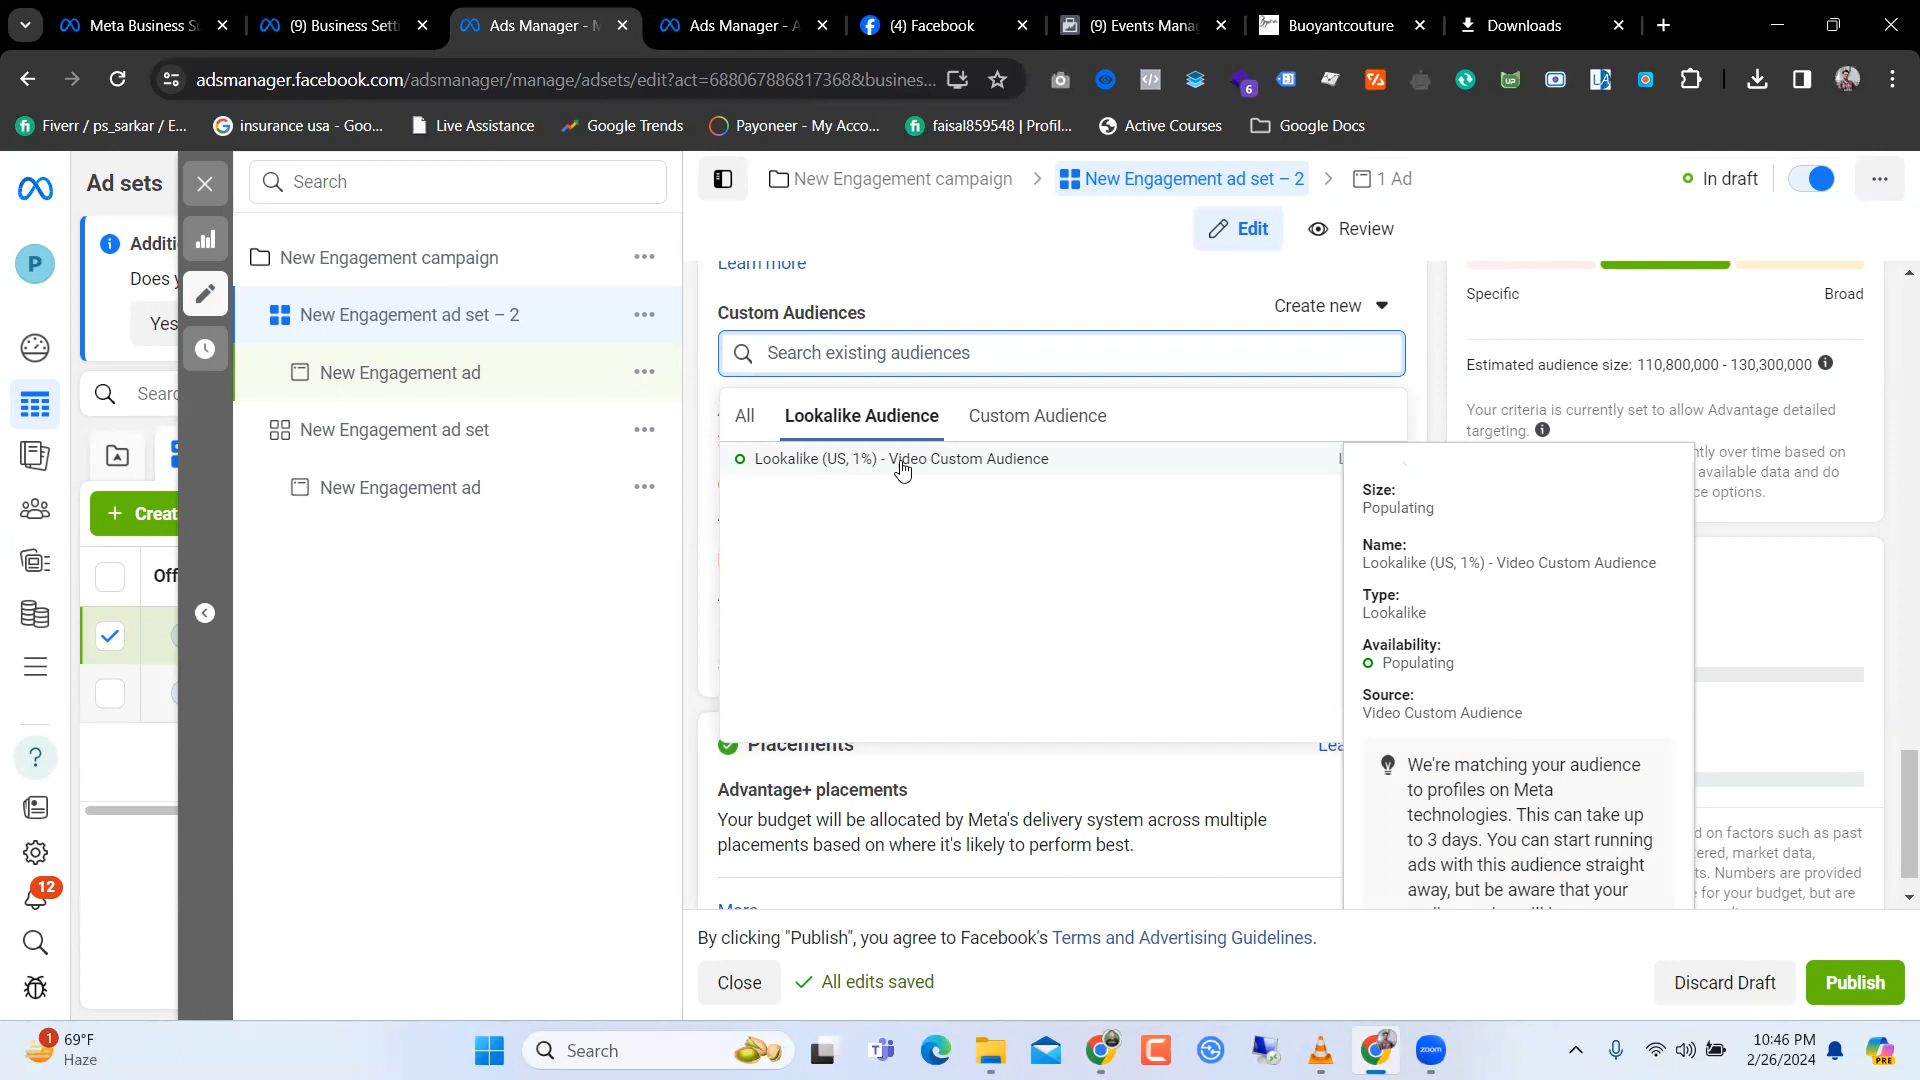 Meta Business Su
(9) Business Setti
Ads Manager - M
Ads Manager - A
(4) Facebook
(9) Events Manag
Buoyantcouture
Downloads
adsmanager.facebook.com/adsmanager/manage/adsets/edit?act=688067886817368&busines...
6
Fiverr / ps_sarkar / E...
insurance usa - Goo...
Live Assistance
Google Trends
Payoneer - My Acco...
faisal859548 | Profil...
Active Courses
Google Docs
Ad sets
Search
New Engagement campaign
New Engagement ad set – 2
1 Ad
In draft
Edit
Review
P
Additi
Does y
Yes
Sear
+ Creat
Off
New Engagement campaign
New Engagement ad set – 2
New Engagement ad
New Engagement ad set
New Engagement ad
Learn more
Custom Audiences
Create new
Search existing audiences
All
Lookalike Audience
Custom Audience
Lookalike (US, 1%) - Video Custom Audience
Specific
Broad
Estimated audience size: 110,800,000 - 130,300,000
Your criteria is currently set to allow Advantage detailed
targeting.
ntly over time based on
available data and do
ce options.
Size:
Populating
Name:
Lookalike (US, 1%) - Video Custom Audience
Type:
Lookalike
Availability:
Populating
Source:
Video Custom Audience
We're matching your audience
to profiles on Meta
technologies. This can take up
to 3 days. You can start running
ads with this audience straight
away, but be aware that your
d on factors such as past
ered, market data,
ts. Numbers are provided
for your budget, but are
Placements
Lea
Advantage+ placements
Your budget will be allocated by Meta's delivery system across multiple
placements based on where it's likely to perform best.
More
By clicking "Publish", you agree to Facebook's Terms and Advertising Guidelines.
Close
All edits saved
Discard Draft
Publish
?
12
1
69°F
Haze
Search
zoom
PRE
10:46 PM
2/26/2024